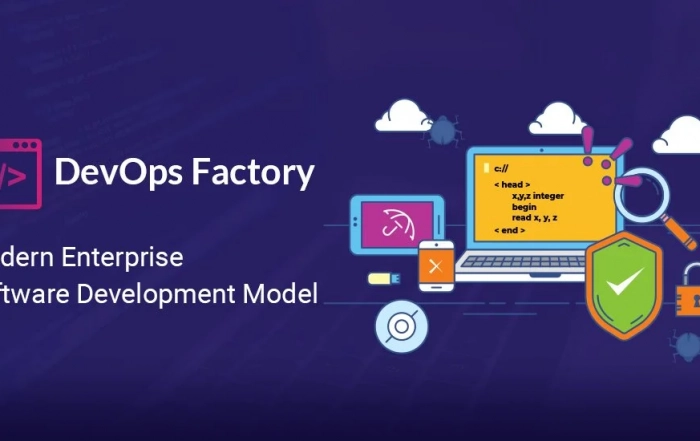 </>
DevOps Factory
dern Enterprise
ftware Development Model
c://
< head >
x,y,z integer
begin
read x, y, z
< end >